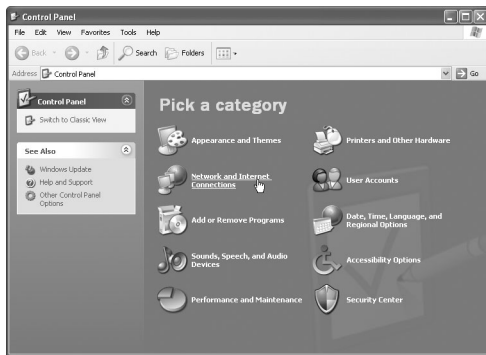 Control Panel
File Edit View Favorites Tools Help
Back Search Folders
Address Control Panel Go
Control Panel
Switch to Classic View
See Also
Windows Update
Help and Support
Other Control Panel
Options
Pick a category
Appearance and Themes
Printers and Other Hardware
Network and Internet
Connections
User Accounts
Add or Remove Programs
Date, Time, Language, and
Regional Options
Sounds, Speech, and Audio
Devices
Accessibility Options
Performance and Maintenance
Security Center